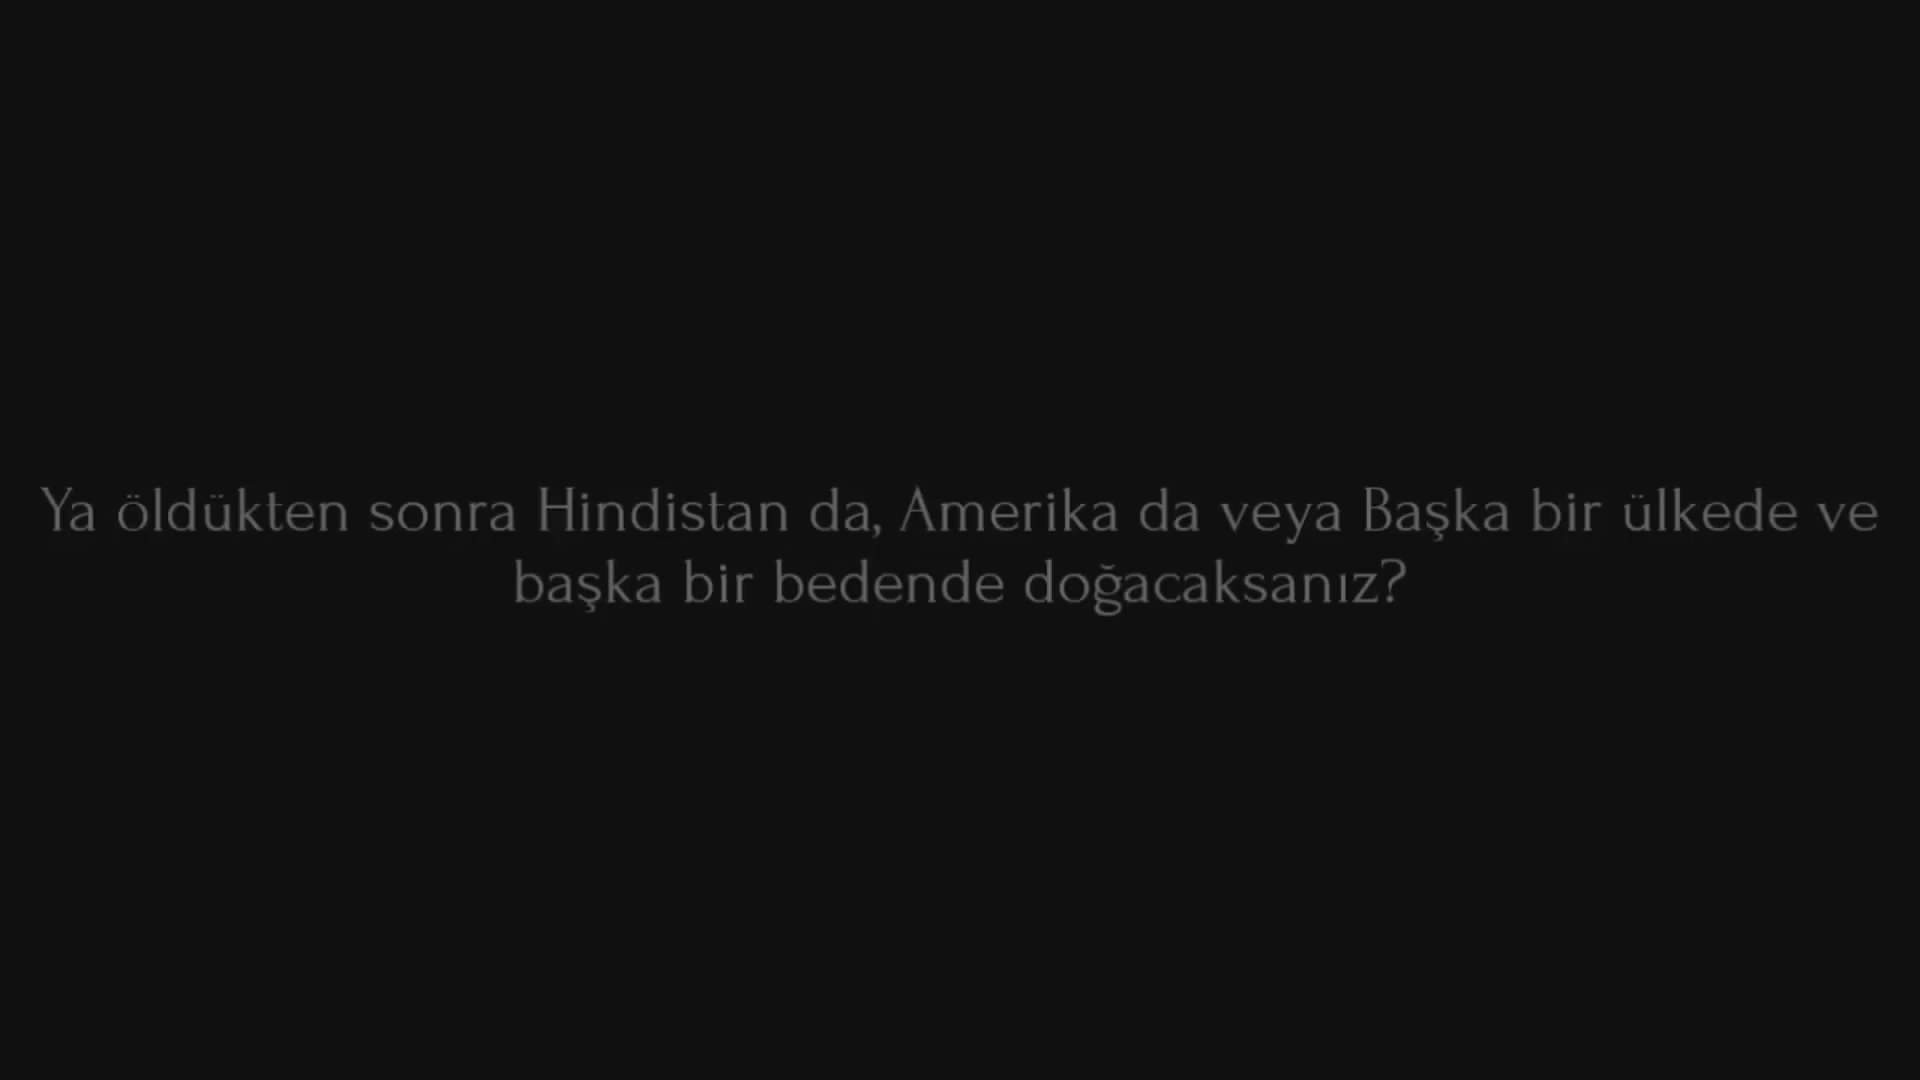 Ya öldükten sonra Hindistan da, Amerika da veya Başka bir ülkede ve
başka bir bedende doğacaksanız?